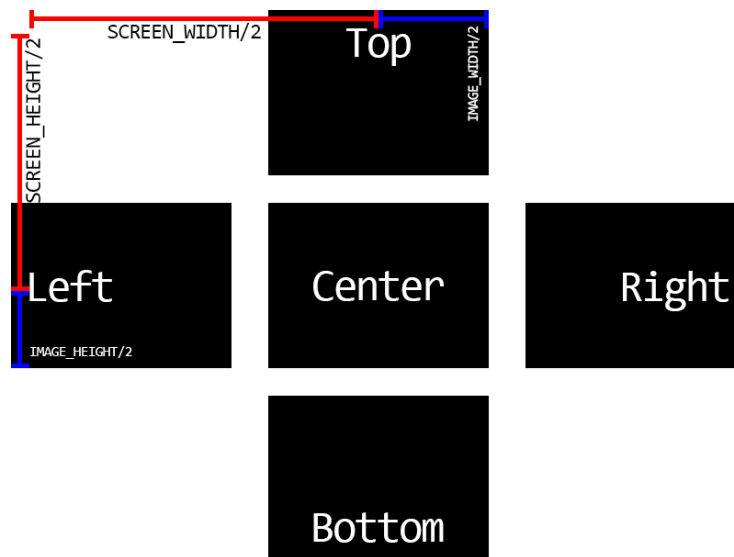 SCREEN_WIDTH/2
Top
IMAGE_WIDTH/2
SCREEN_HEIGHT/2
Left
Center
Right
IMAGE_HEIGHT/2
Bottom